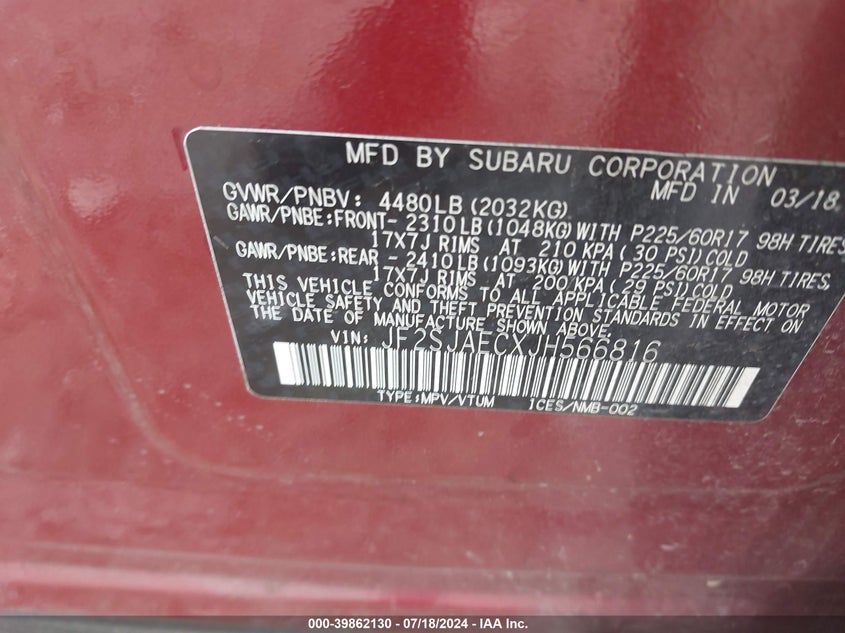 MFD BY SUBARU CORPORATION
MFD IN 03/18
GVWR/PNBV: 4480LB(2032KG)
GAWR/PNBE:FRONT- 2310LB(1048KG)WITH P225/60R17 98H TIRES,
17X7J RIMS AT 210 KPA(30 PSI)COLD
GAWR/PNBE:REAR - 2410LB(1093KG)WITH P225/60R17 98H TIRES,
17X7J RIMS AT 200 KPA(29 PSI)COLD
THIS VEHICLE CONFORMS TO ALL APPLICABLE FEDERAL MOTOR
VEHICLE SAFETY AND THEFT PREVENTION STANDARDS IN EFFECT ON
THE DATE OF MANUFACTURE SHOWN ABOVE.
VIN: JF2SJAECXJH566816
TYPE:MPV/VTUM 1CES/NMB-002
000-39862130 - 07/18/2024 - IAA Inc.